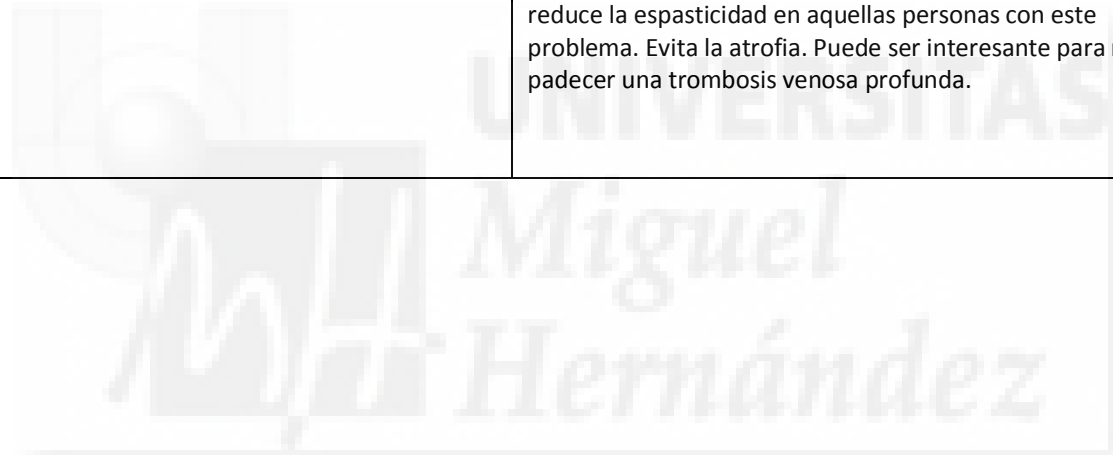 reduce la espasticidad en aquellas personas con este
problema. Evita la atrofia. Puede ser interesante para
padecer una trombosis venosa profunda.
UNIVERSITAS
Miguel
Hernández